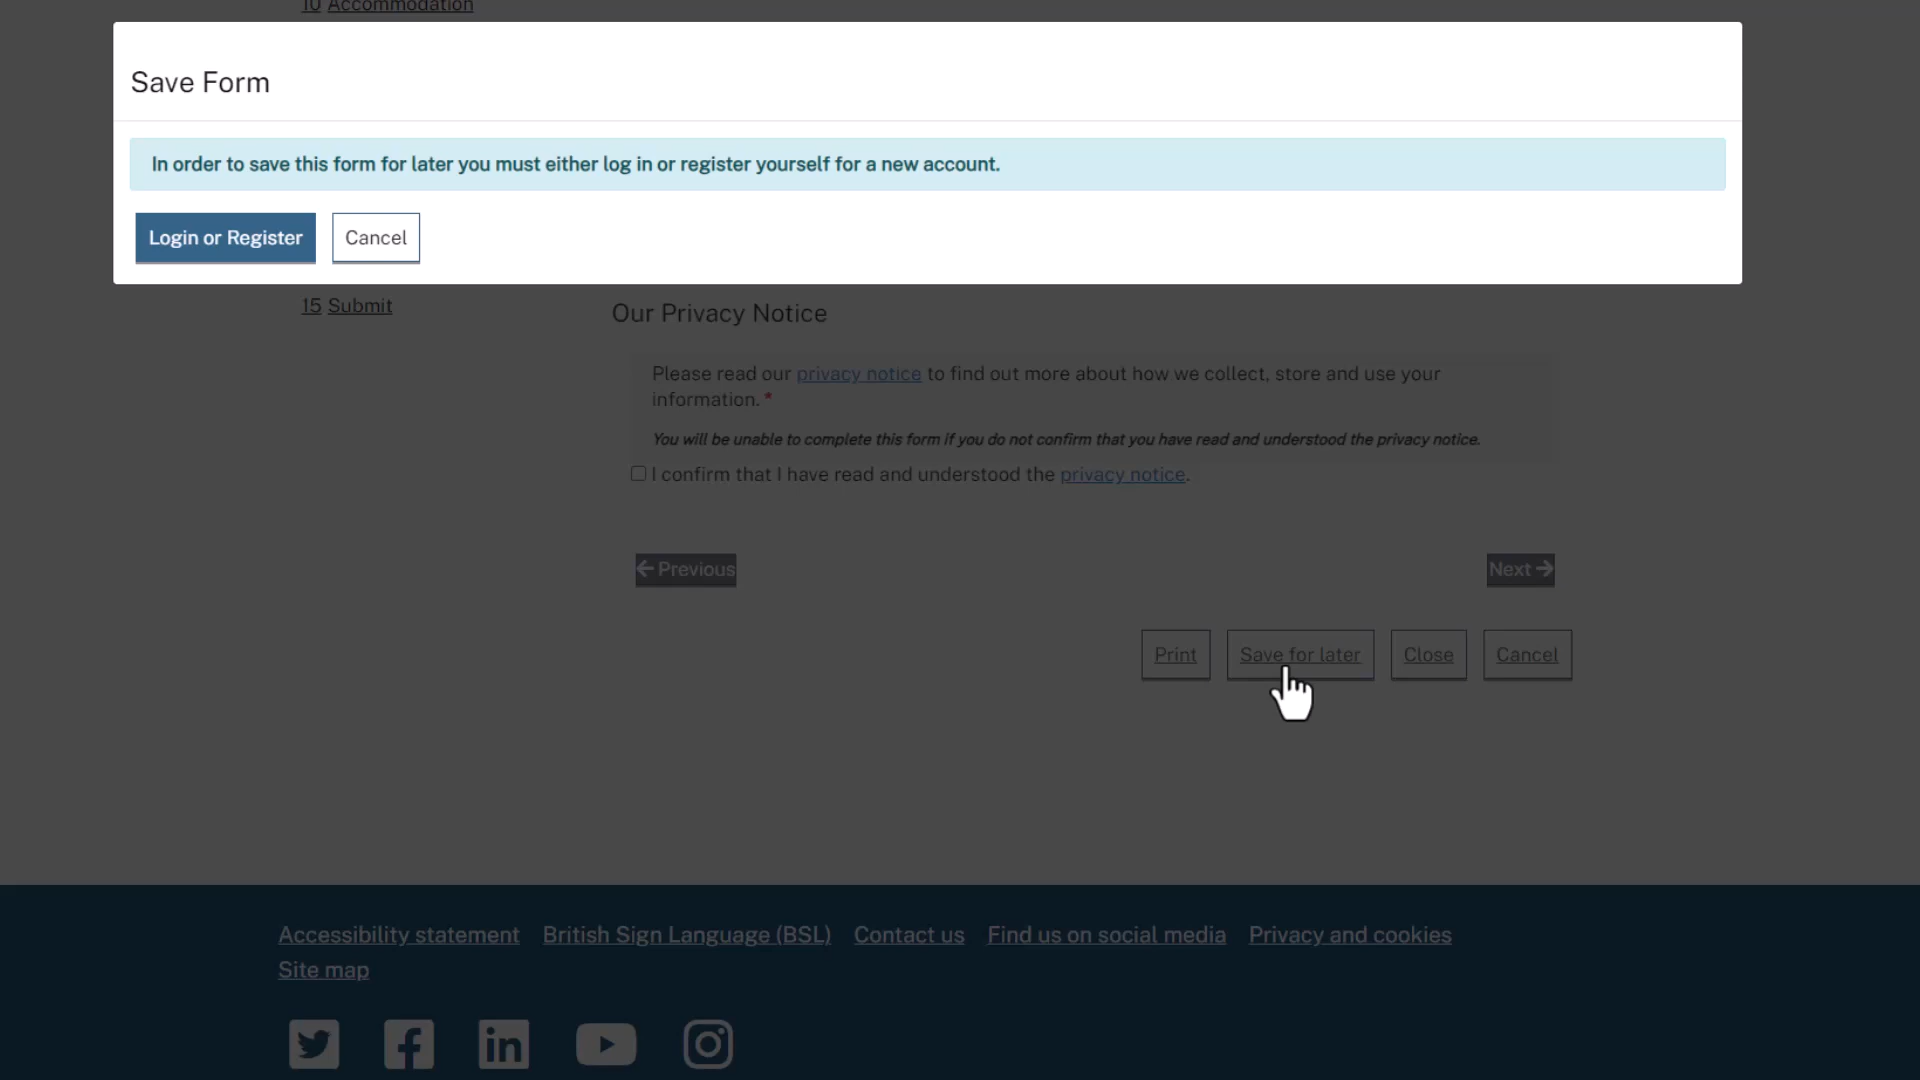 10 Accommodation
Save Form
In order to save this form for later you must either log in or register yourself for a new account.
Login or Register
Cancel
15 Submit
Our Privacy Notice
Please read our privacy notice to find out more about how we collect, store and use your
information. *
You will be unable to complete this form if you do not confirm that you have read and understood the privacy notice.
I confirm that I have read and understood the privacy notice.
Previous
Next
Print
Save for later
Close
Cancel
Accessibility statement British Sign Language (BSL) Contact us Find us on social media Privacy and cookies
Site map